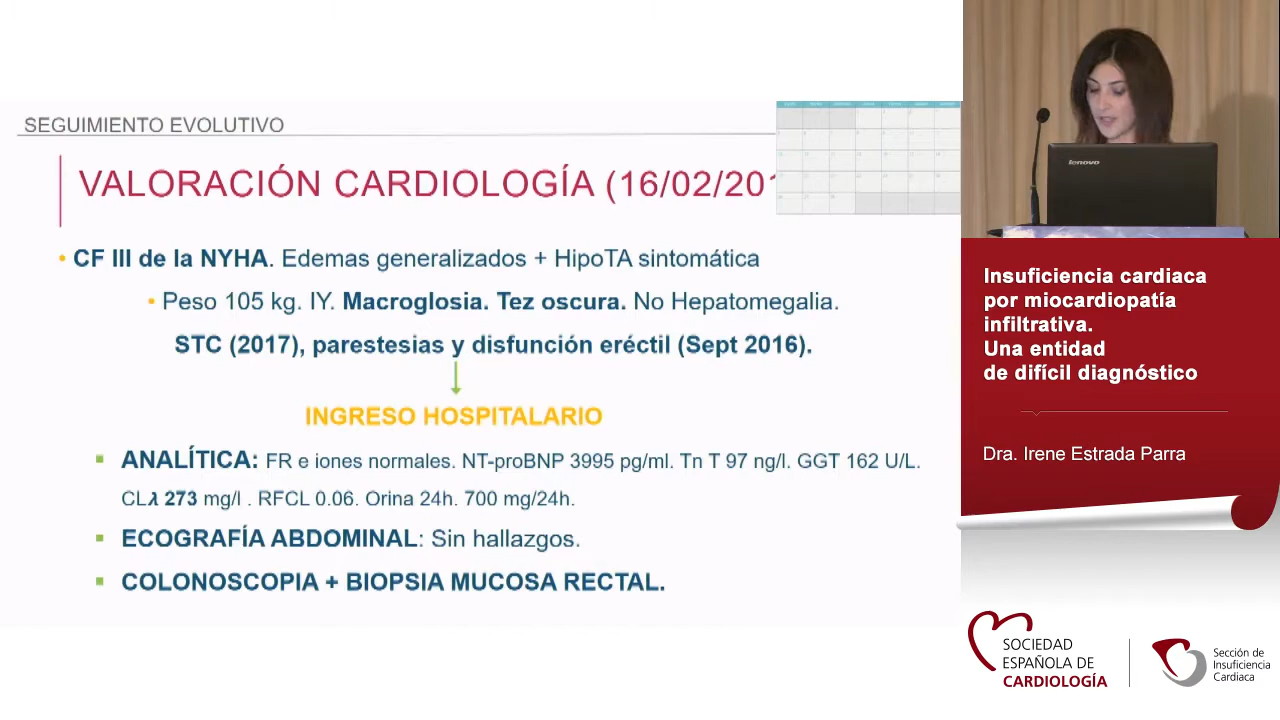 SEGUIMIENTO EVOLUTIVO
VALORACIÓN CARDIOLOGÍA (16/02/201
• CF III de la NYHA. Edemas generalizados + HipoTA sintomática
• Peso 105 kg. IY. Macroglosia. Tez oscura. No Hepatomegalia.
STC (2017), parestesias y disfunción eréctil (Sept 2016).
INGRESO HOSPITALARIO
▪ ANALÍTICA: FR e iones normales. NT-proBNP 3995 pg/ml. Tn T 97 ng/l. GGT 162 U/L.
CLλ 273 mg/l . RFCL 0.06. Orina 24h. 700 mg/24h.
▪ ECOGRAFÍA ABDOMINAL: Sin hallazgos.
▪ COLONOSCOPIA + BIOPSIA MUCOSA RECTAL.
lenovo
Insuficiencia cardiaca
por miocardiopatía
infiltrativa.
Una entidad
de difícil diagnóstico
Dra. Irene Estrada Parra
SOCIEDAD
ESPAÑOLA DE
CARDIOLOGÍA
Sección de
Insuficiencia
Cardiaca